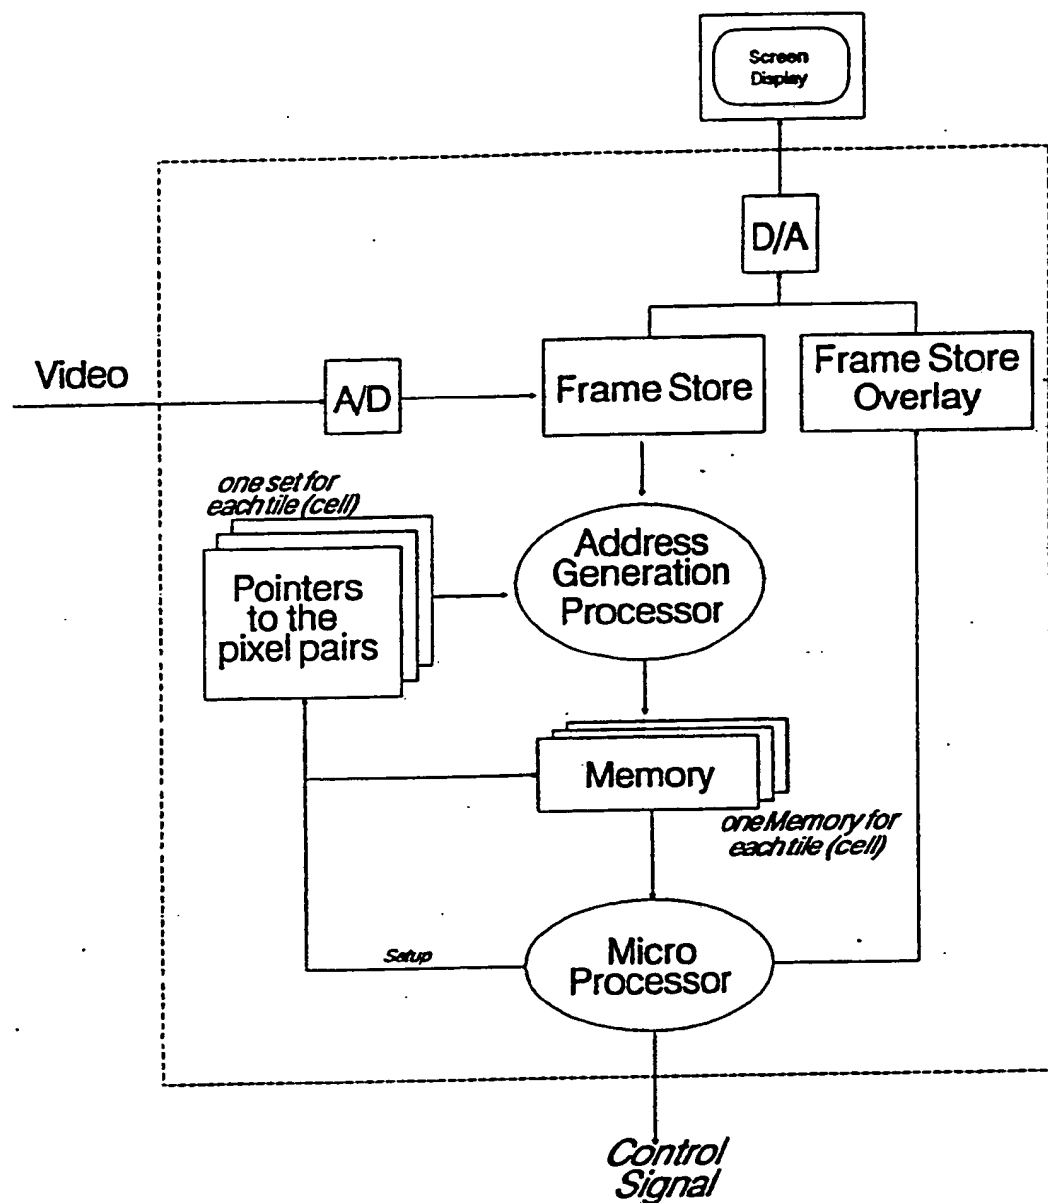 Screen
Display
D/A
Video
A/D
Frame Store
Frame Store
Overlay
one set for
each tile (cell)
Pointers
to the
pixel pairs
Address
Generation
Processor
Memory
one Memory for
each tile (cell)
Setup
Micro
Processor
Control
Signal